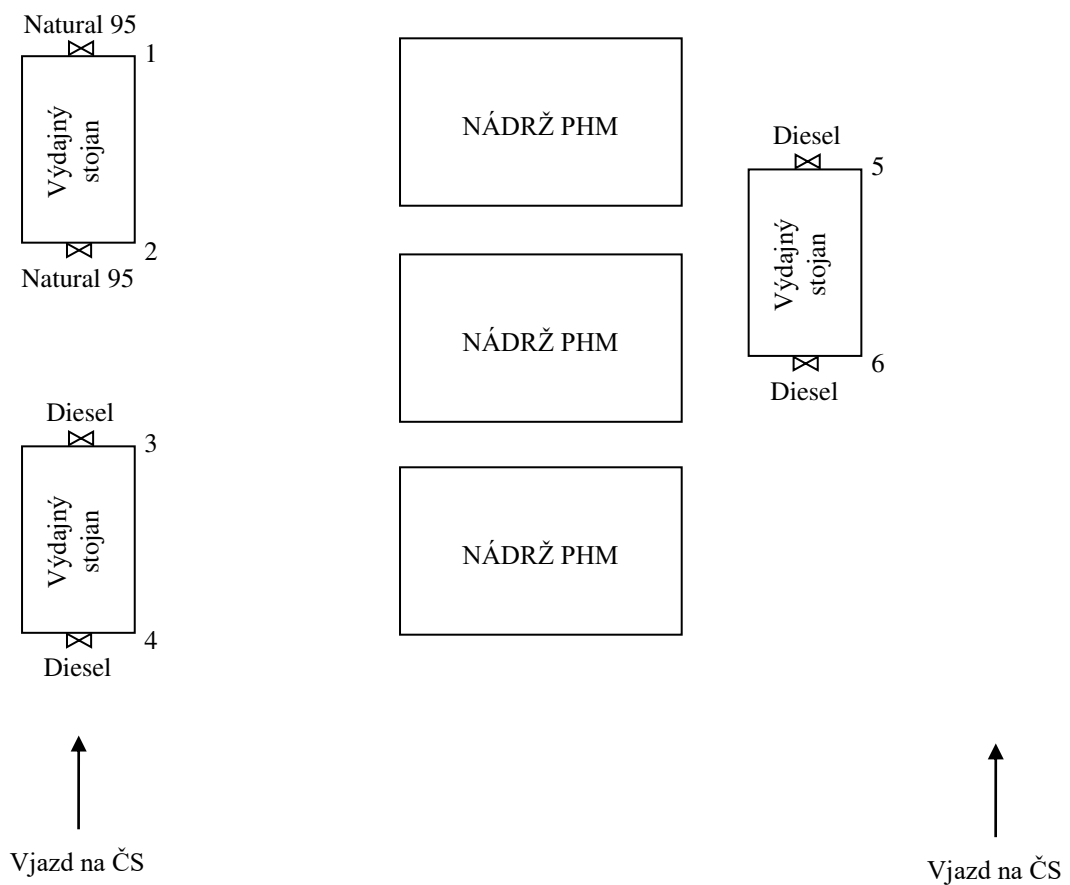 Natural 95
1
Výdajný
stojan
2
Natural 95
Diesel
3
Výdajný
stojan
4
Diesel
Vjazd na ČS
NÁDRŽ PHM
NÁDRŽ PHM
NÁDRŽ PHM
Diesel
5
Výdajný
stojan
6
Diesel
Vjazd na ČS